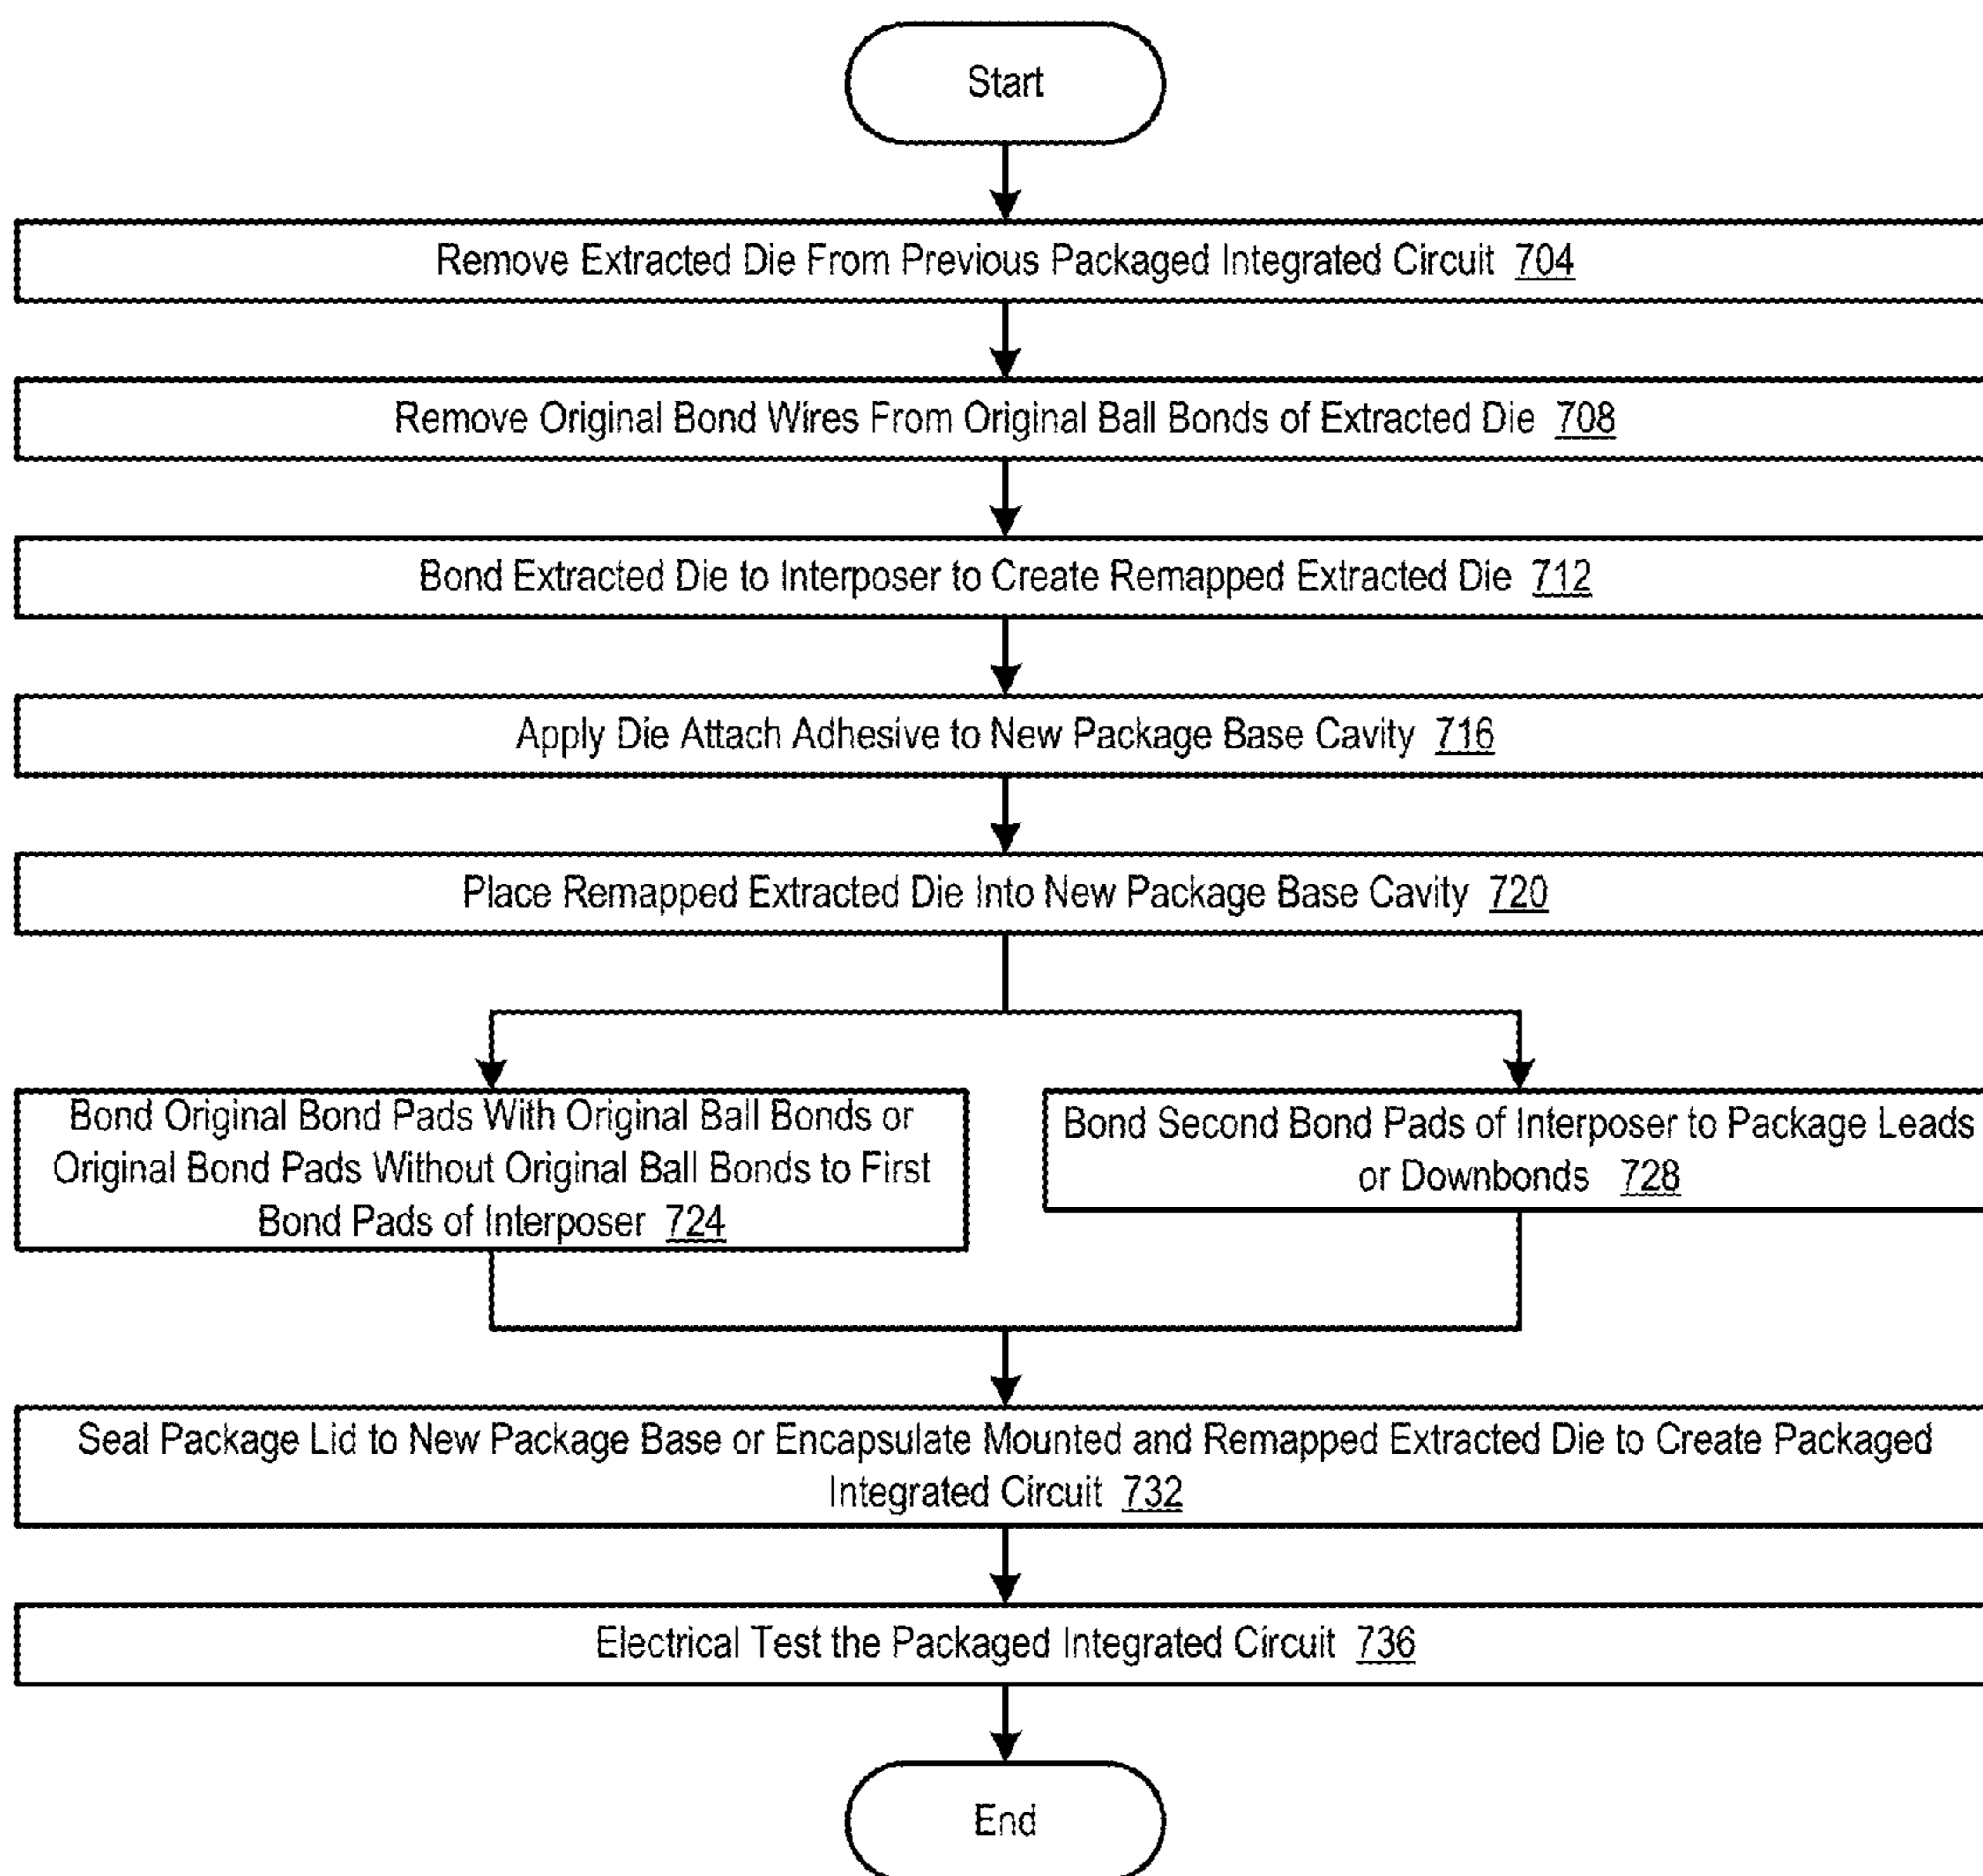 Start
Remove Extracted Die From Previous Packaged Integrated Circuit 704
Remove Original Bond Wires From Original Ball Bonds of Extracted Die 708
Bond Extracted Die to Interposer to Create Remapped Extracted Die 712
Apply Die Attach Adhesive to New Package Base Cavity 716
Place Remapped Extracted Die Into New Package Base Cavity 720
Bond Original Bond Pads With Original Ball Bonds or
Original Bond Pads Without Original Ball Bonds to First
Bond Pads of Interposer 724
Bond Second Bond Pads of Interposer to Package Leads
or Downbonds 728
Seal Package Lid to New Package Base or Encapsulate Mounted and Remapped Extracted Die to Create Packaged
Integrated Circuit 732
Electrical Test the Packaged Integrated Circuit 736
End